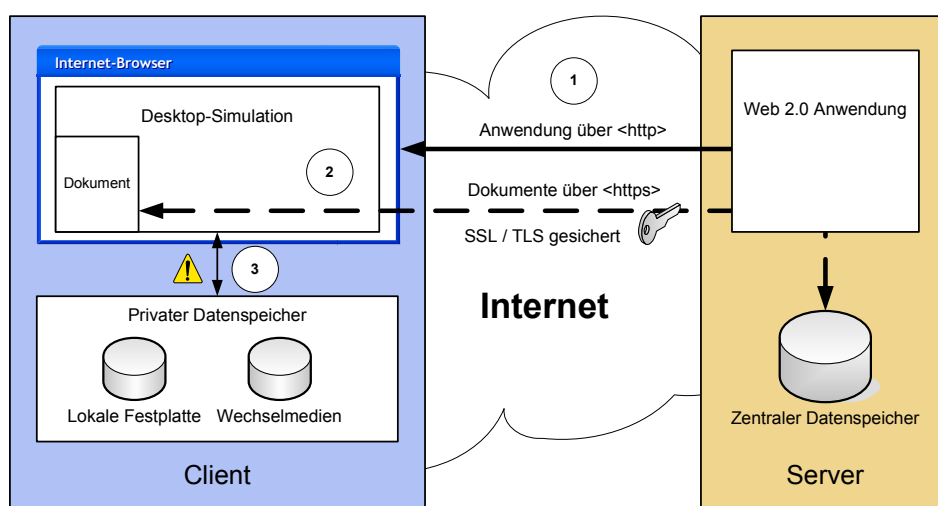 Internet-Browser
Desktop-Simulation
Dokument
2
3
Privater Datenspeicher
Lokale Festplatte
Wechselmedien
Client
1
Anwendung über <http>
Dokumente über <https>
SSL / TLS gesichert
Internet
Web 2.0 Anwendung
Zentraler Datenspeicher
Server